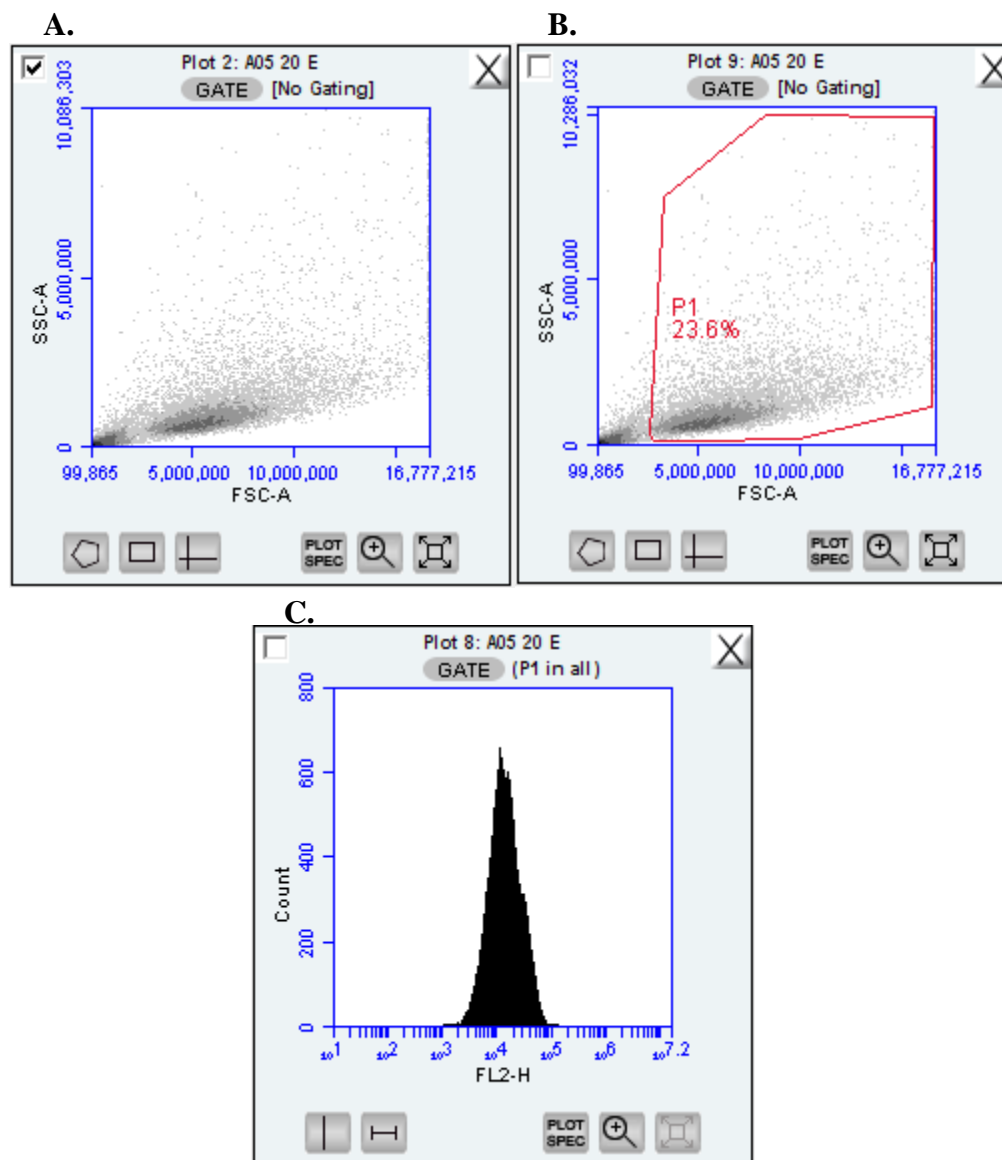 A.
Plot 2: A05 20 E
GATE [No Gating]
10,086,303
5,000,000
0
SSC-A
99,865 5,000,000 10,000,000 16,777,215
FSC-A
PLOT
SPEC
B.
Plot 9: A05 20 E
GATE [No Gating]
10,286,032
5,000,000
0
SSC-A
P1
23.6%
99,865 5,000,000 10,000,000 16,777,215
FSC-A
PLOT
SPEC
C.
Plot 8: A05 20 E
GATE (P1 in all)
800
600
400
200
0
Count
10^1 10^2 10^3 10^4 10^5 10^6 10^7.2
FL2-H
PLOT
SPEC